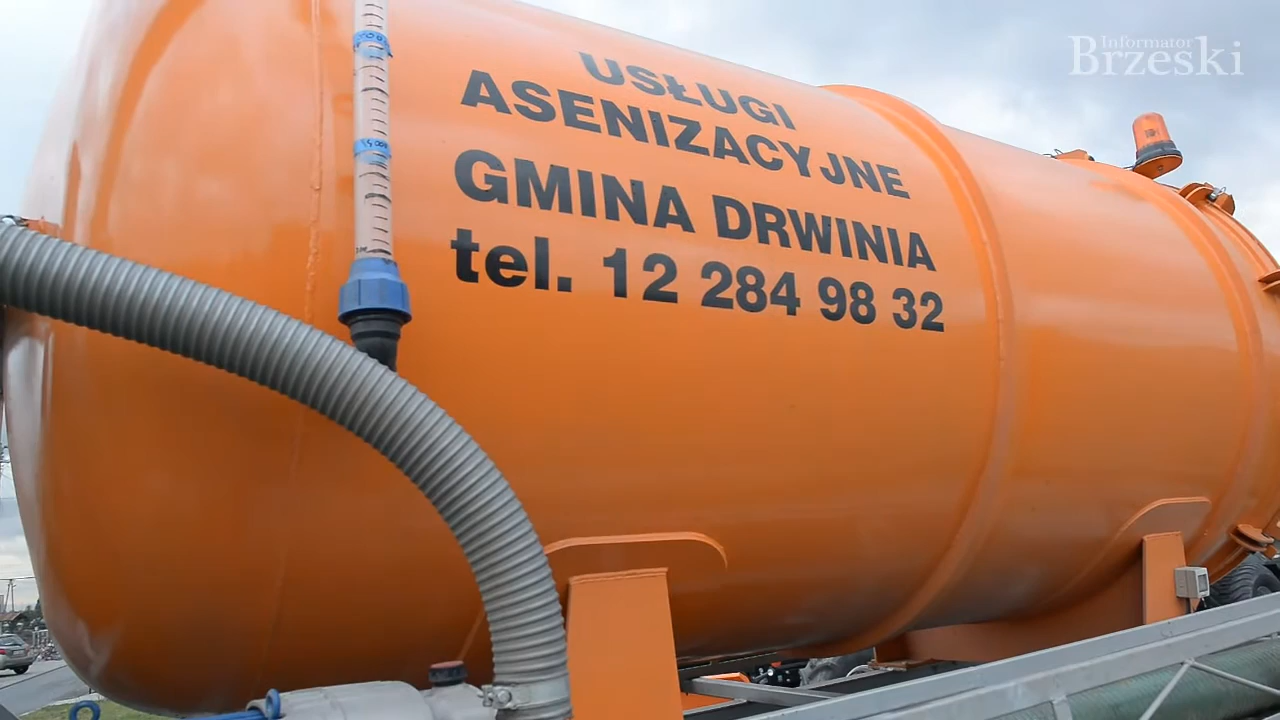 Informator
Brzeski
USŁUGI
ASENIZACYJNE
GMINA DRWINIA
tel. 12 284 98 32